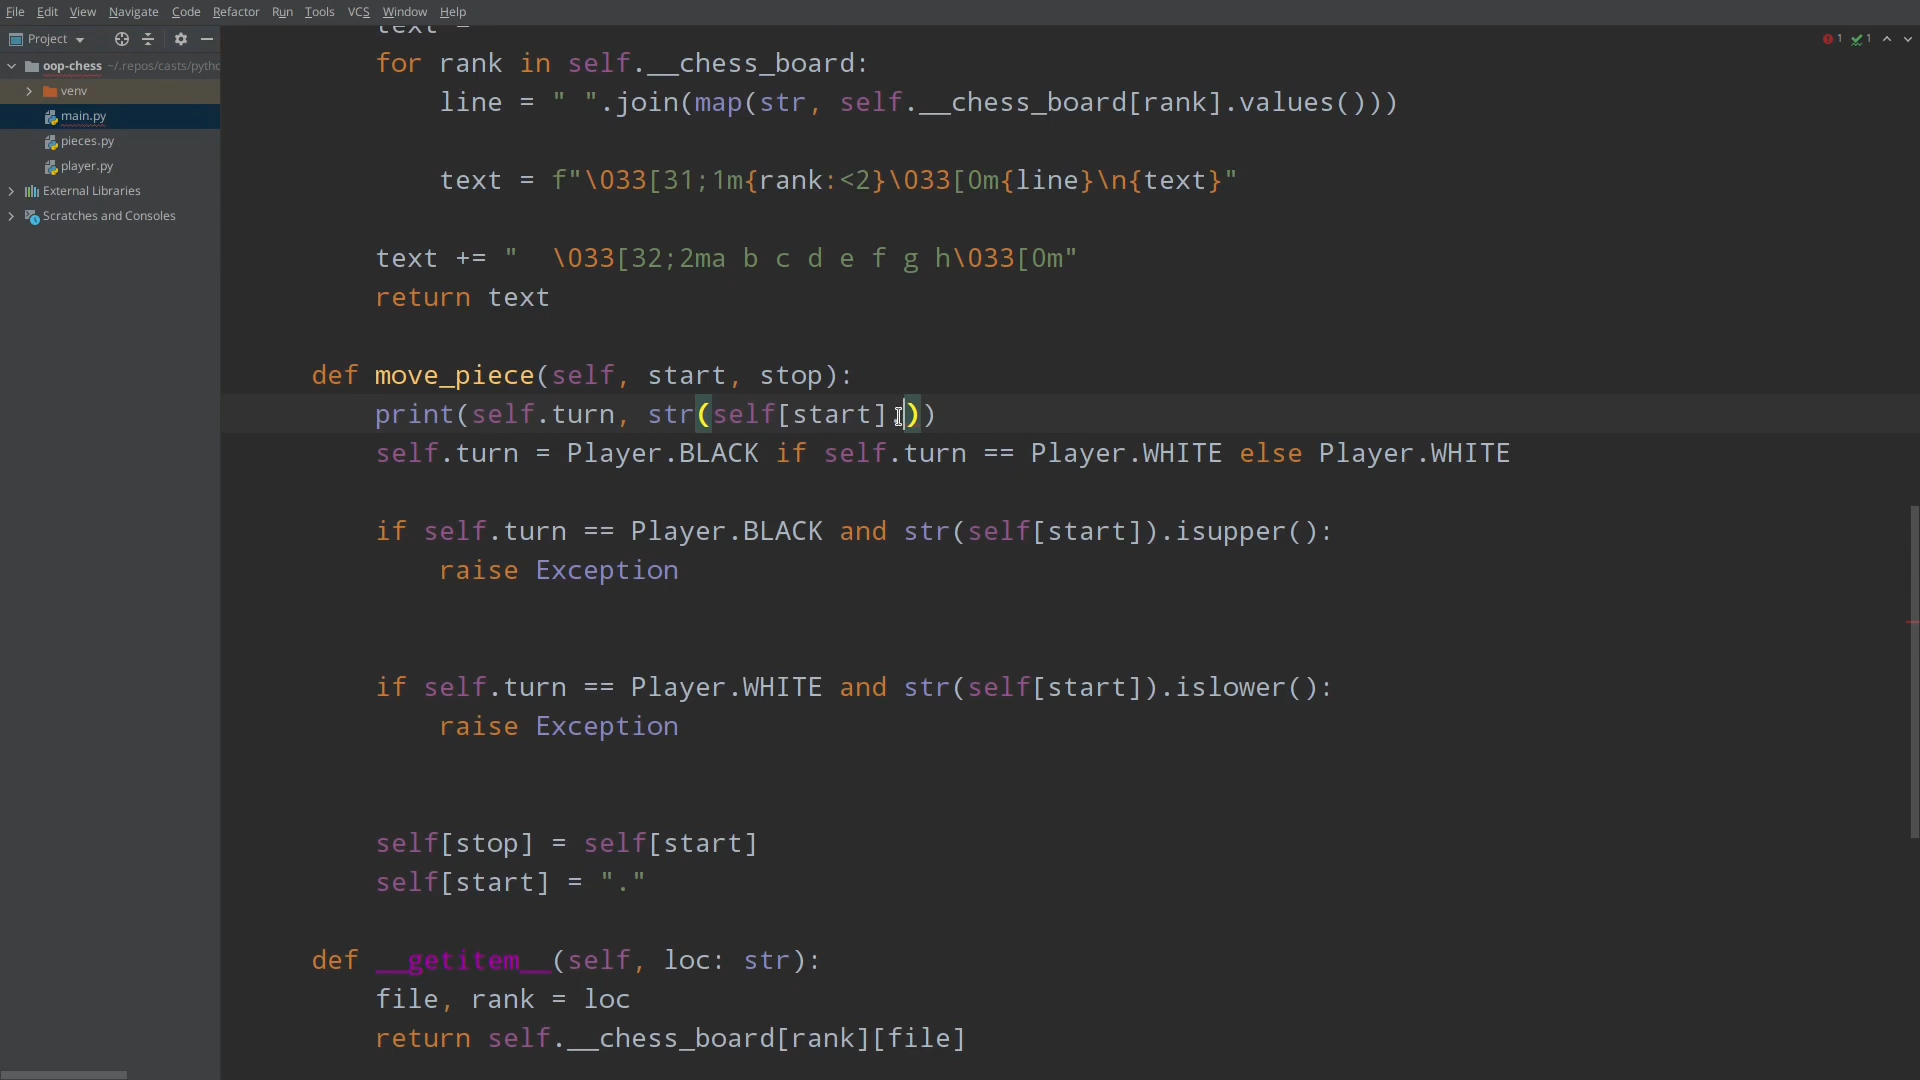 File Edit View Navigate Code Refactor Run Tools VCS Window Help
Project
1 1
oop-chess ~/.repos/casts/pytho
venv
main.py
pieces.py
player.py
External Libraries
Scratches and Consoles
text =
for rank in self.__chess_board:
line = " ".join(map(str, self.__chess_board[rank].values()))
text = f"\033[31;1m{rank:<2}\033[0m{line}\n{text}"
text += "  \033[32;2ma b c d e f g h\033[0m"
return text
def move_piece(self, start, stop):
print(self.turn, str(self[start].))
self.turn = Player.BLACK if self.turn == Player.WHITE else Player.WHITE
if self.turn == Player.BLACK and str(self[start]).isupper():
raise Exception
if self.turn == Player.WHITE and str(self[start]).islower():
raise Exception
self[stop] = self[start]
self[start] = "."
def __getitem__(self, loc: str):
file, rank = loc
return self.__chess_board[rank][file]